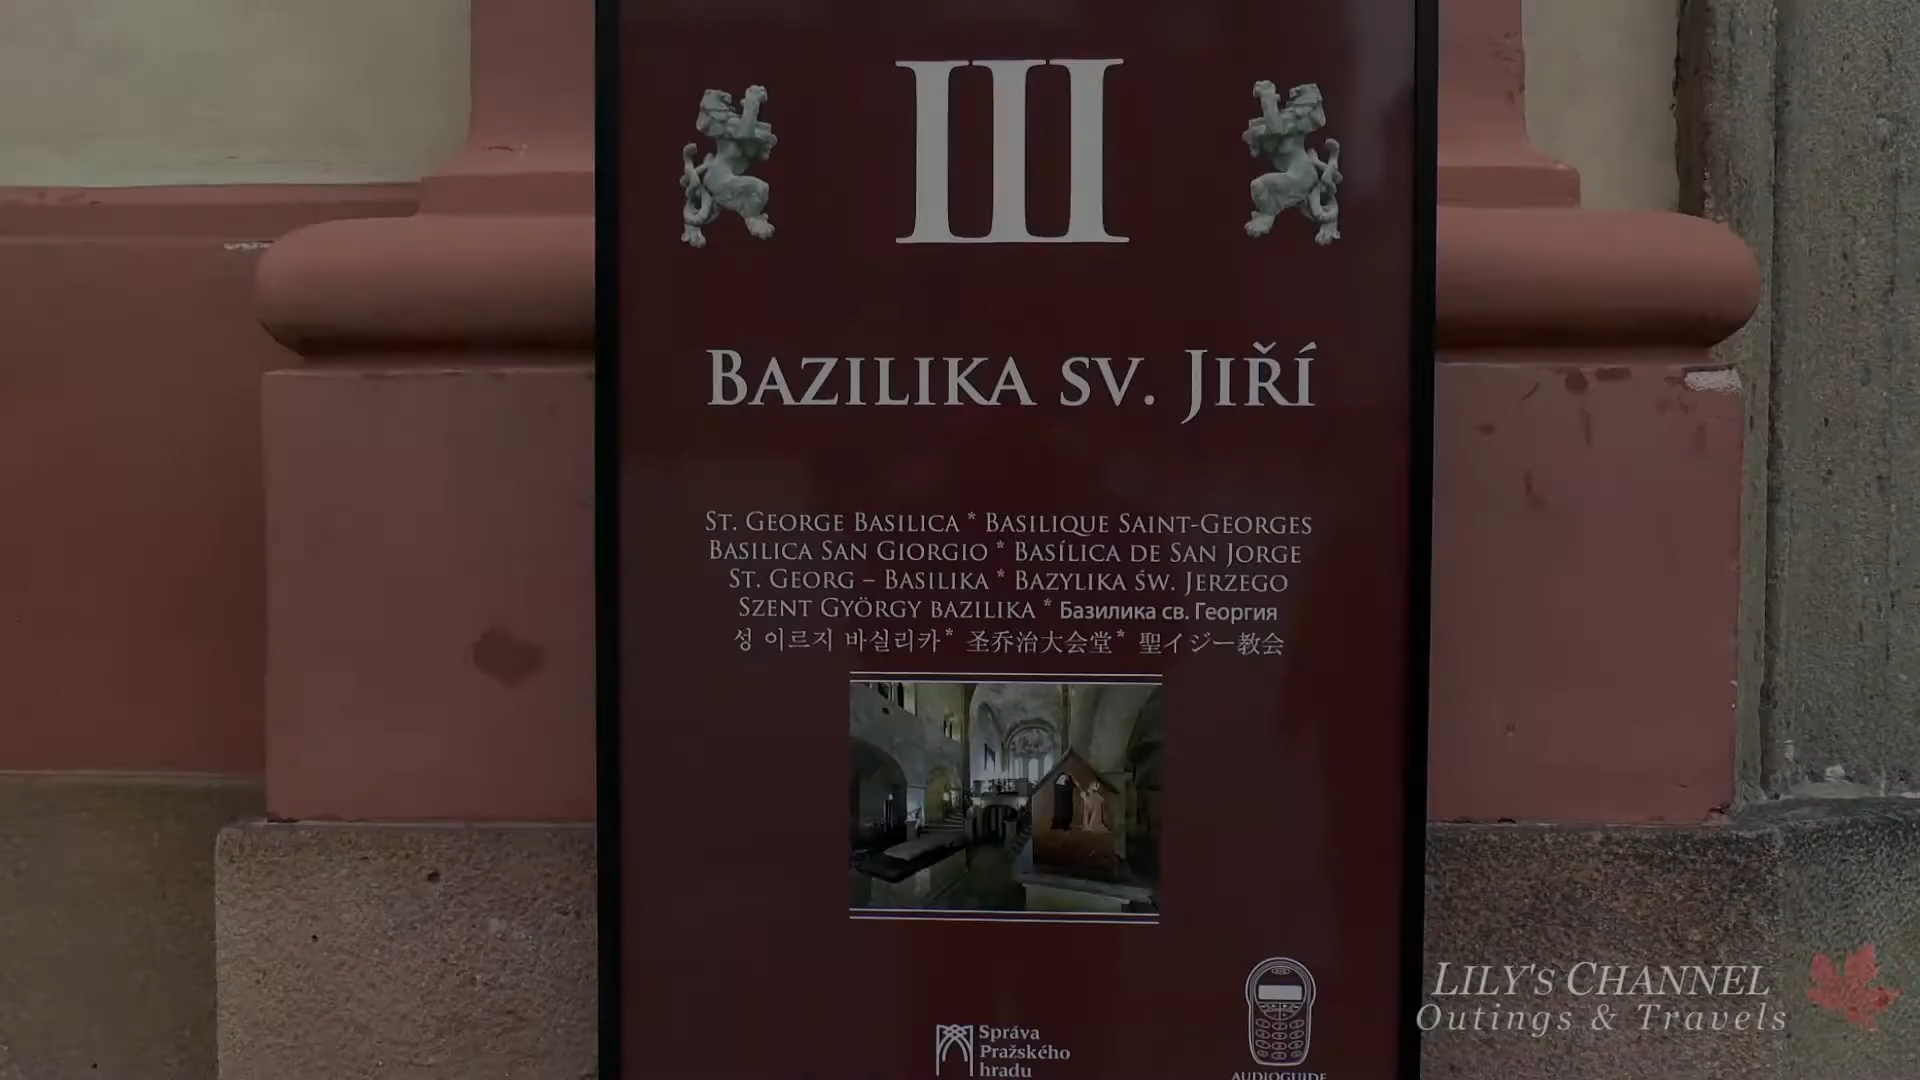 III
BAZILIKA SV. JIŘÍ
ST. GEORGE BASILICA * BASILIQUE SAINT-GEORGES
BASILICA SAN GIORGIO * BASÍLICA DE SAN JORGE
ST. GEORG – BASILIKA * BAZYLIKA ŚW. JERZEGO
SZENT GYÖRGY BAZILIKA * Базилика св. Георгия
성 이르지 바실리카* 圣乔治大会堂* 聖イジー教会
Správa
Pražského
hradu
AUDIOGUIDE
LILY'S CHANNEL
Outings & Travels